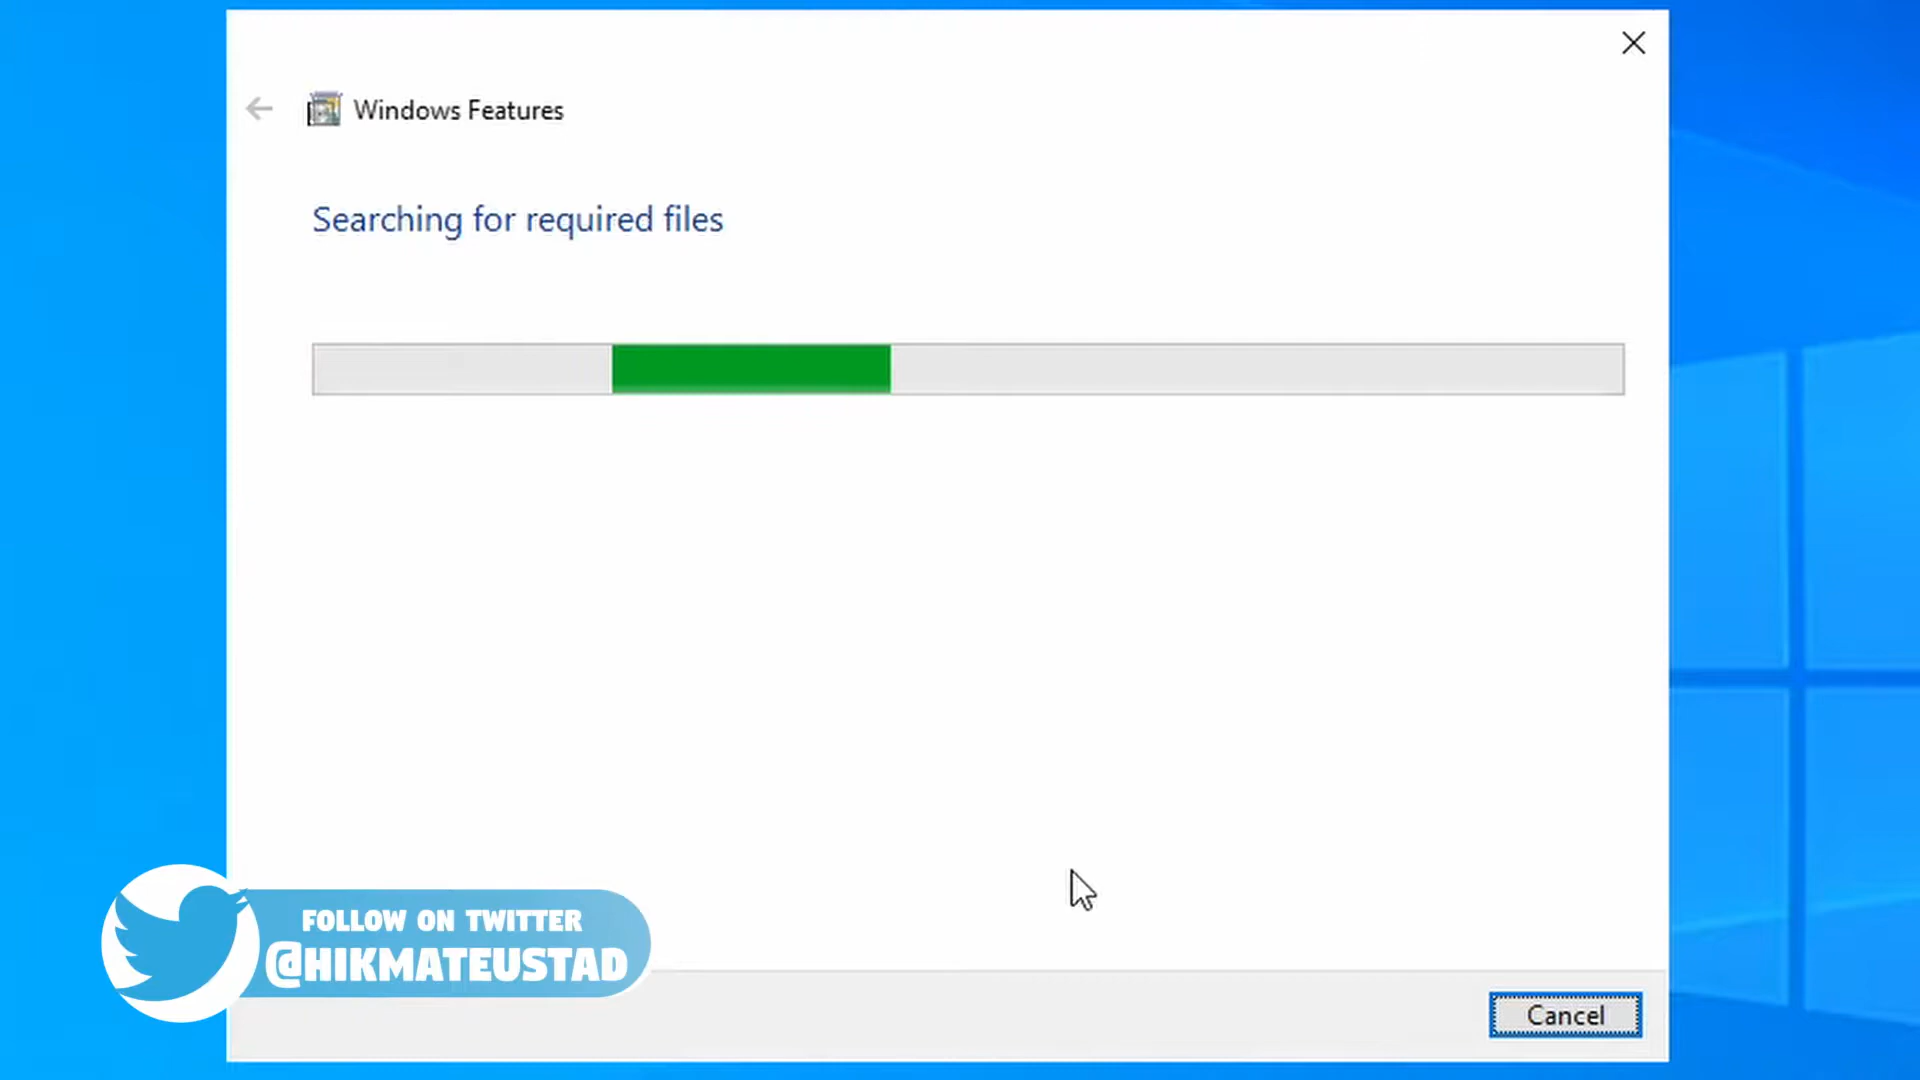 Windows Features
Searching for required files
FOLLOW ON TWITTER
@HIKMATEUSTAD
Cancel